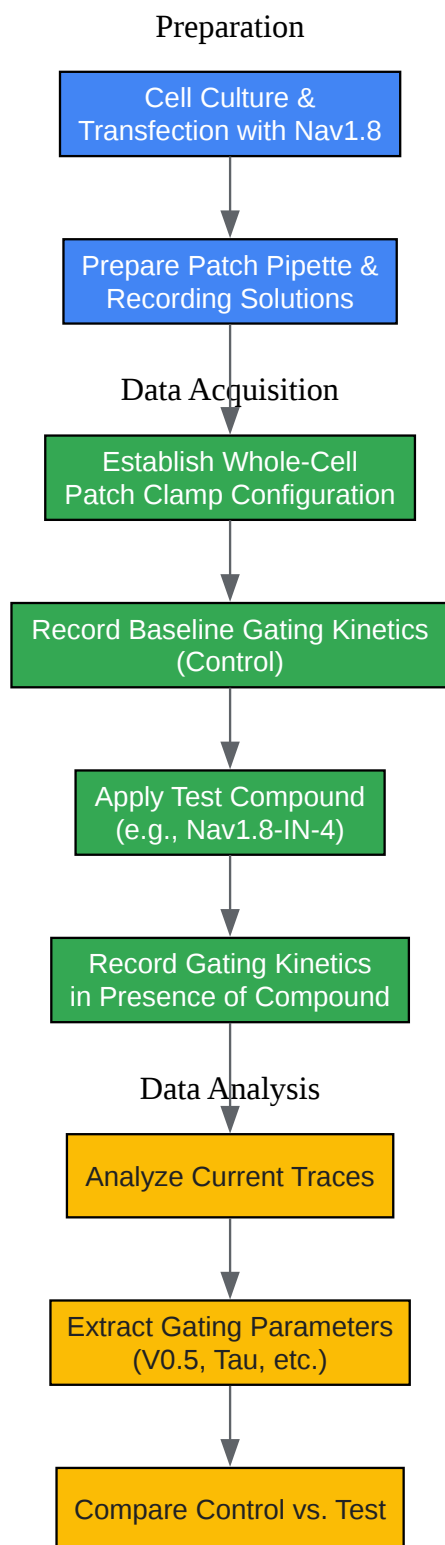 Preparation
Cell Culture &
Transfection with Nav1.8
Prepare Patch Pipette &
Recording Solutions
Data Acquisition
Establish Whole-Cell
Patch Clamp Configuration
Record Baseline Gating Kinetics
(Control)
Apply Test Compound
(e.g., Nav1.8-IN-4)
Record Gating Kinetics
in Presence of Compound
Data Analysis
Analyze Current Traces
Extract Gating Parameters
(V0.5, Tau, etc.)
Compare Control vs. Test